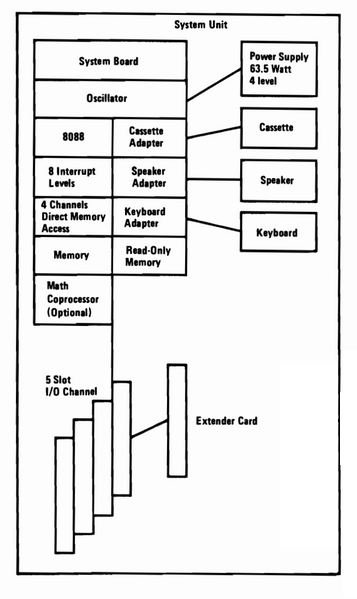 System Unit
System Board
Oscillator
8088
Cassette
Adapter
8 Interrupt
Levels
Speaker
Adapter
4 Channels
Direct Memory
Access
Keyboard
Adapter
Memory
Read-Only
Memory
Math
Coprocessor
(Optional)
Power Supply
63.5 Watt
4 level
Cassette
Speaker
Keyboard
5 Slot
I/O Channel
Extender Card